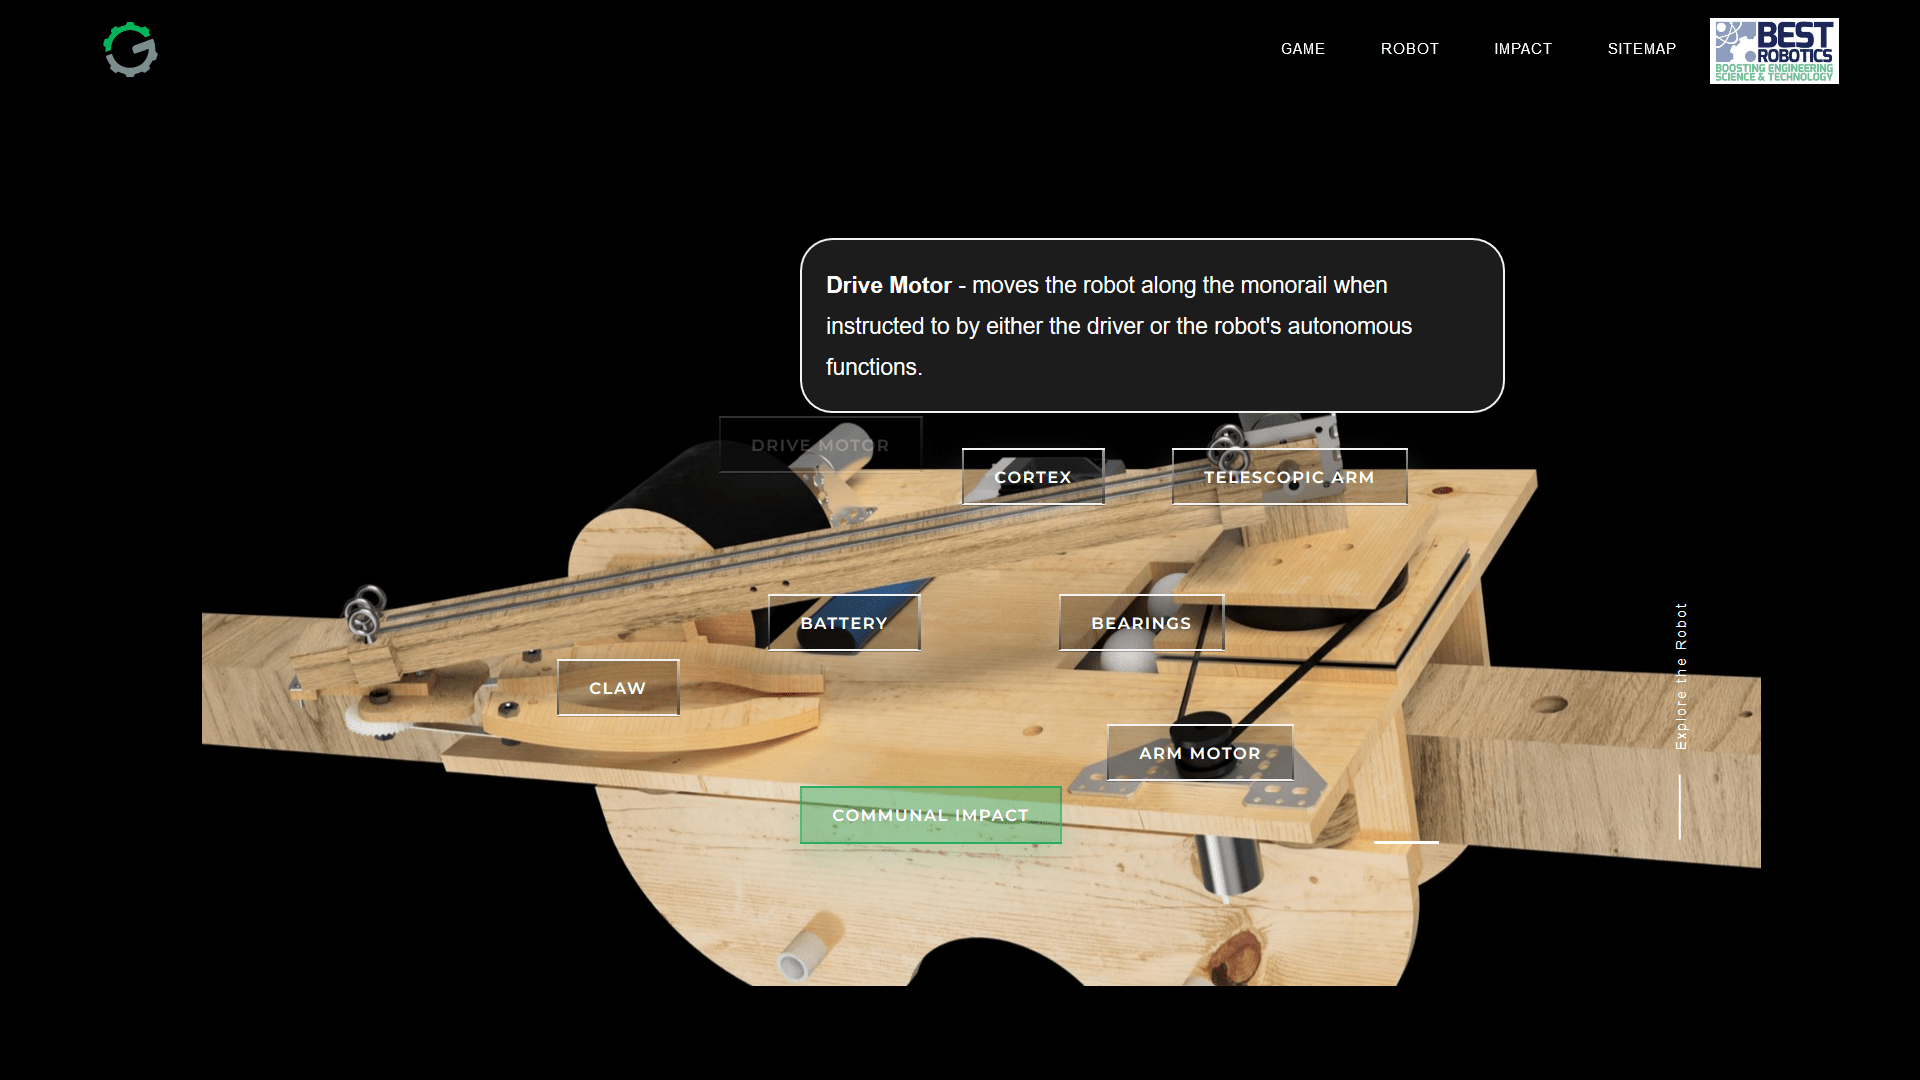 GAME ROBOT IMPACT SITEMAP
BEST
ROBOTICS
BOOSTING ENGINEERING
SCIENCE & TECHNOLOGY
Drive Motor - moves the robot along the monorail when
instructed to by either the driver or the robot's autonomous
functions.
DRIVE MOTOR
CORTEX
TELESCOPIC ARM
BATTERY
BEARINGS
CLAW
ARM MOTOR
COMMUNAL IMPACT
Explore the Robot